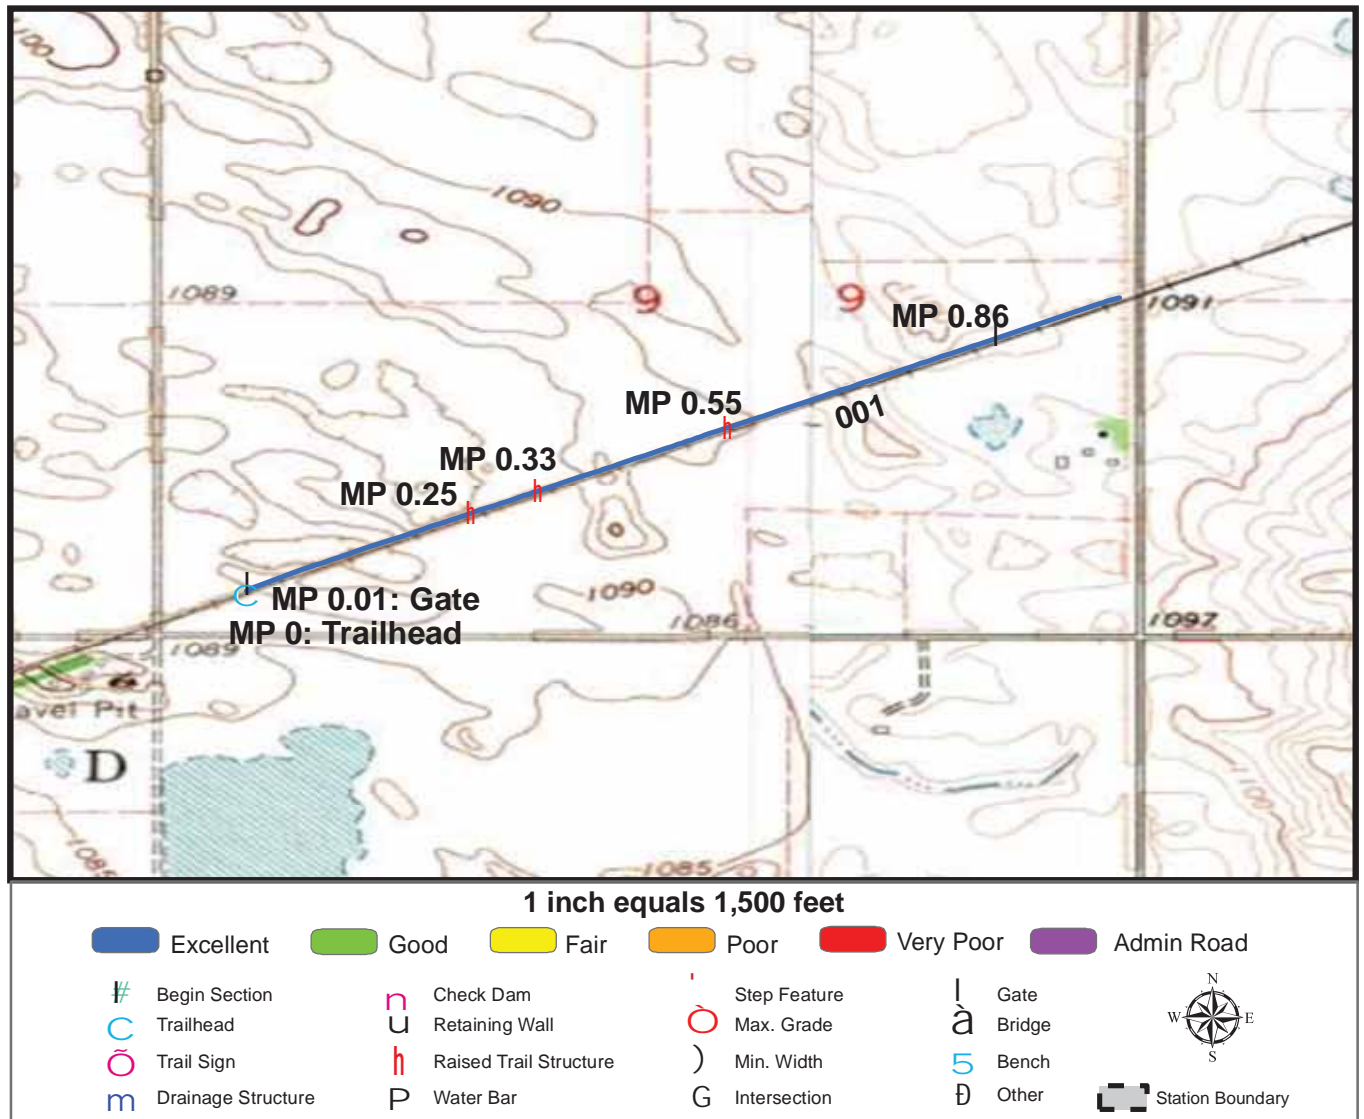 100
1090
1089
9
9
MP 0.86
1091
MP 0.55
001
MP 0.33
MP 0.25
MP 0.01: Gate
1090
MP 0: Trailhead
1086
1097
1089
avel Pit
D
1085
1100
1 inch equals 1,500 feet
Excellent
Good
Fair
Poor
Very Poor
Admin Road
# Begin Section
n Check Dam
' Step Feature
l Gate
N
C Trailhead
u Retaining Wall
Ò Max. Grade
à Bridge
W E
Õ Trail Sign
h Raised Trail Structure
) Min. Width
5 Bench
S
m Drainage Structure
P Water Bar
G Intersection
Ð Other
Station Boundary